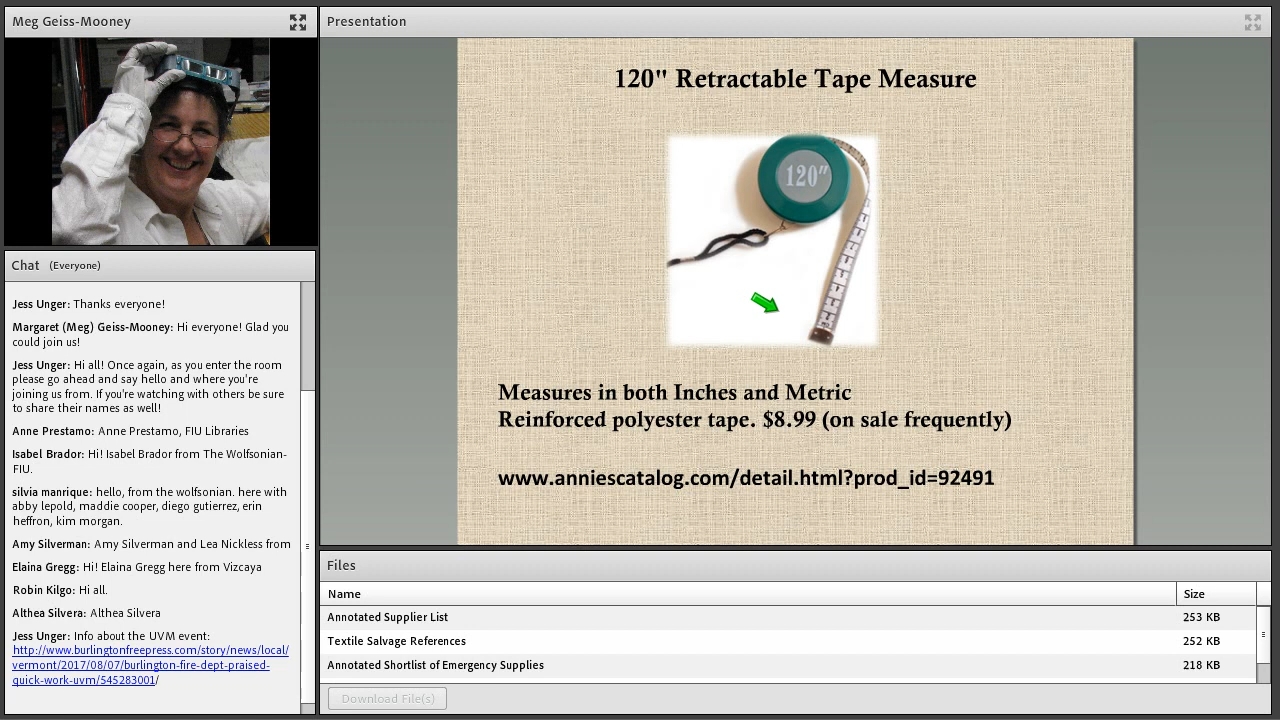 Meg Geiss-Mooney
Chat (Everyone)
Jess Unger: Thanks everyone!
Margaret (Meg) Geiss-Mooney: Hi everyone! Glad you
could join us!
Jess Unger: Hi all! Once again, as you enter the room
please go ahead and say hello and where you're
joining us from. If you're watching with others be sure
to share their names as well!
Anne Prestamo: Anne Prestamo, FIU Libraries
Isabel Brador: Hi! Isabel Brador from The Wolfsonian-
FIU.
silvia manrique: hello, from the wolfsonian. here with
abby lepold, maddie cooper, diego gutierrez, erin
heffron, kim morgan.
Amy Silverman: Amy Silverman and Lea Nickless from
Elaina Gregg: Hi! Elaina Gregg here from Vizcaya
Robin Kilgo: Hi all.
Althea Silvera: Althea Silvera
Jess Unger: Info about the UVM event:
http://www.burlingtonfreepress.com/story/news/local/
vermont/2017/08/07/burlington-fire-dept-praised-
quick-work-uvm/545283001/
Presentation
120" Retractable Tape Measure
120"
Measures in both Inches and Metric
Reinforced polyester tape. $8.99 (on sale frequently)
www.anniescatalog.com/detail.html?prod_id=92491
Files
Name Size
Annotated Supplier List 253 KB
Textile Salvage References 252 KB
Annotated Shortlist of Emergency Supplies 218 KB
Download File(s)